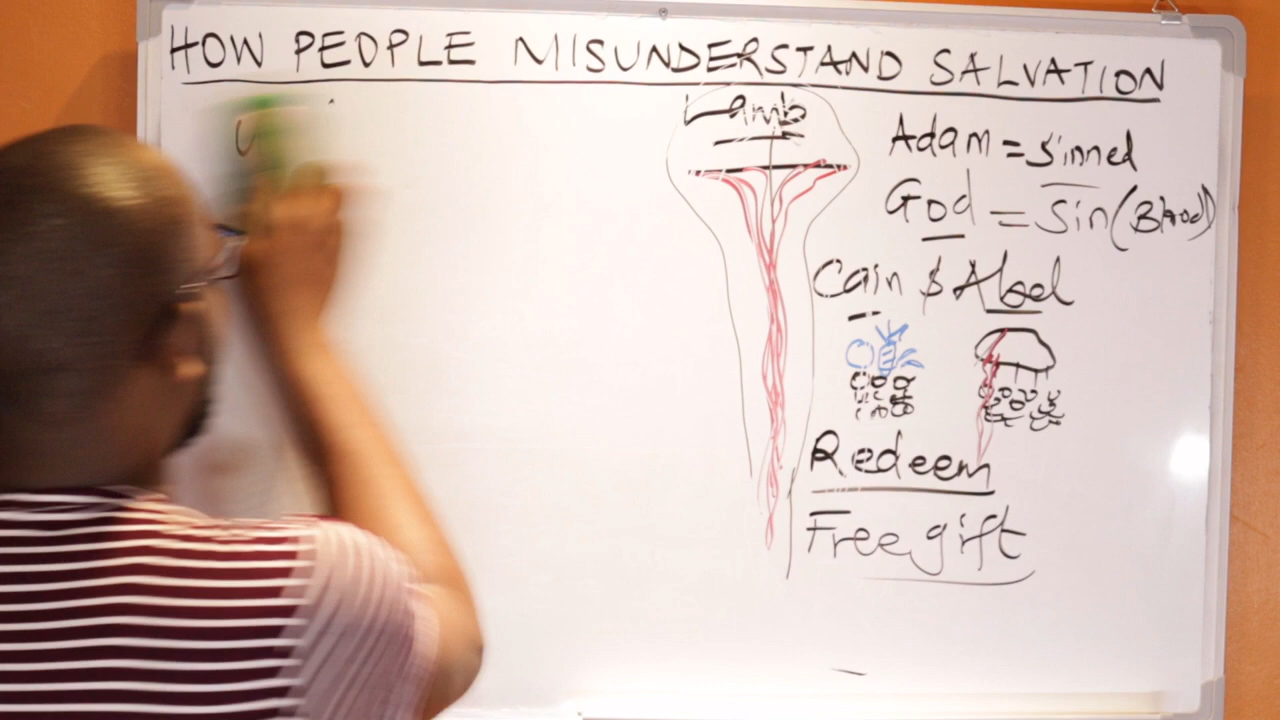 HOW PEOPLE MISUNDERSTAND SALVATION
Lamb
Adam = Sinned
God = Sin (Blood)
Cain & Abel
Redeem
Free gift